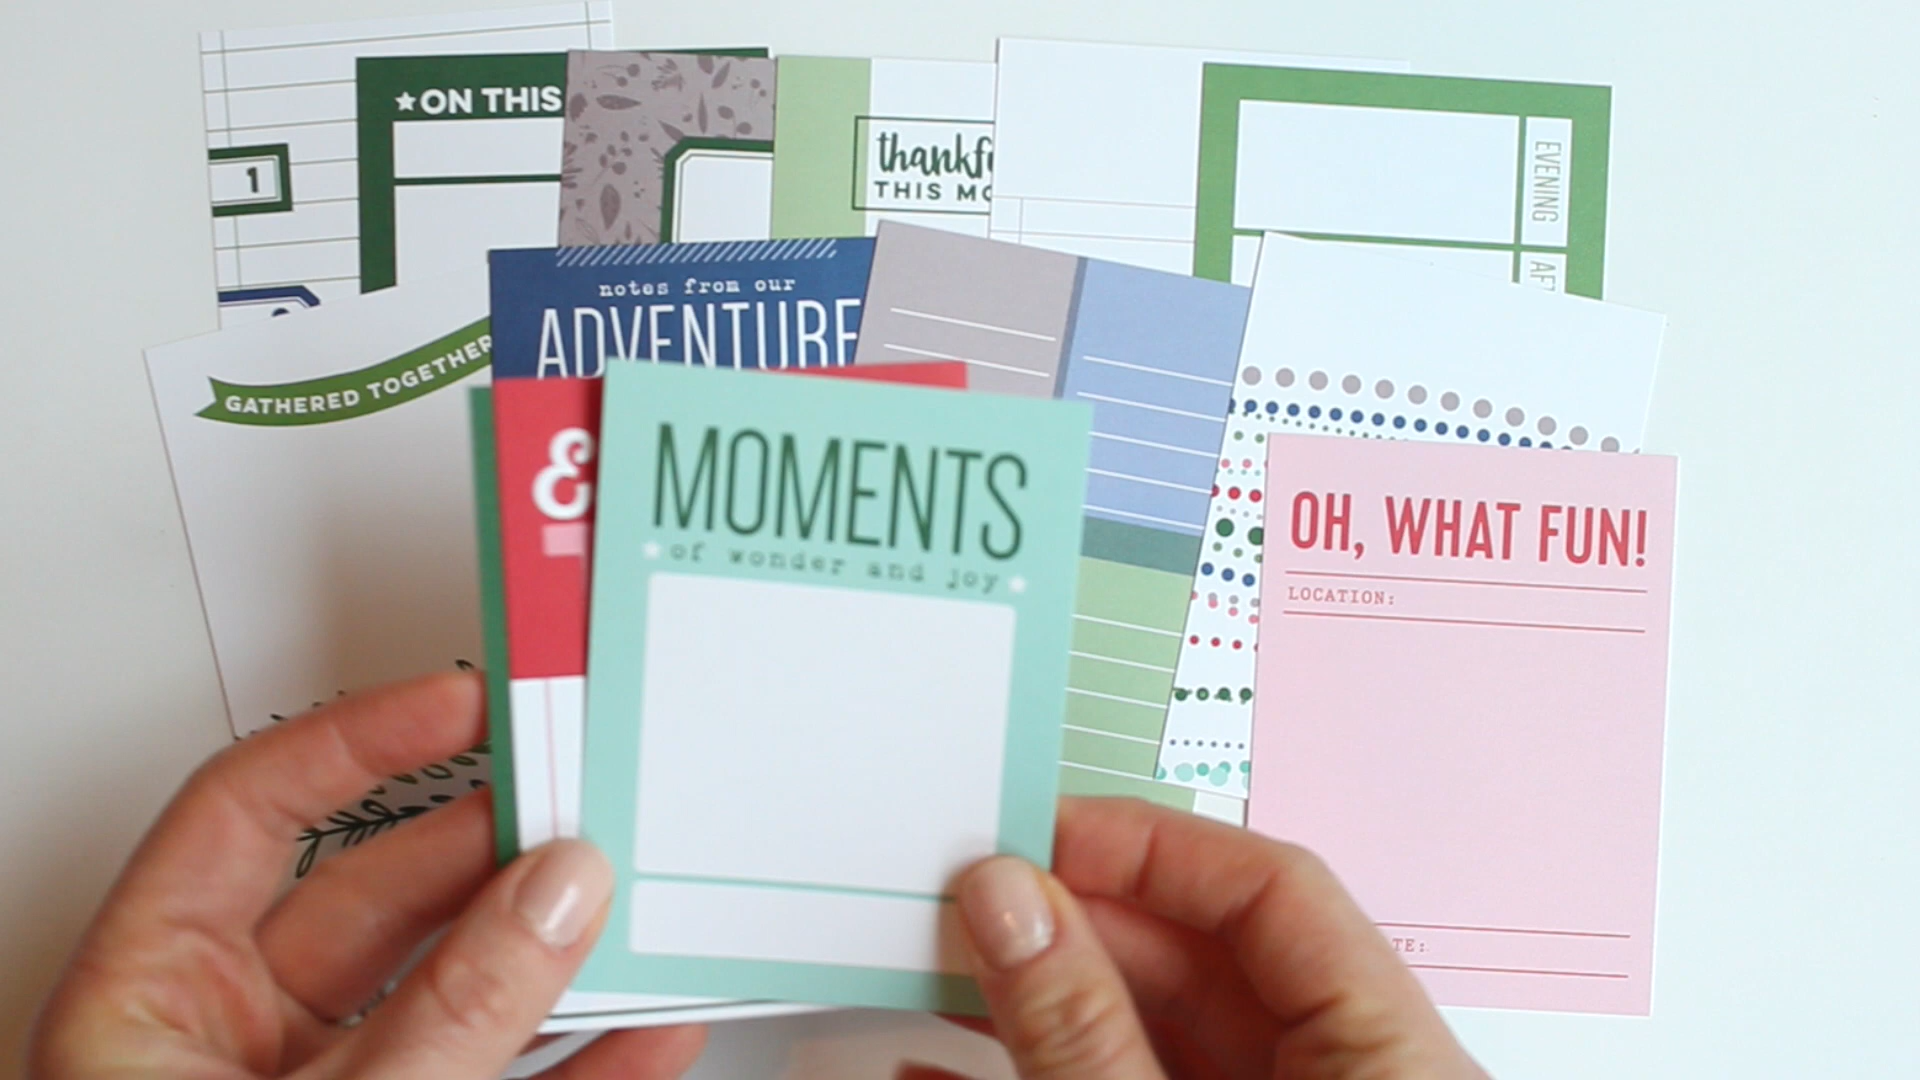 ON THIS
1
thankf
THIS MO
EVENING
AF
notes from our
ADVENTURE
GATHERED TOGETHER
&
MOMENTS
of wonder and joy
OH, WHAT FUN!
LOCATION:
TE: